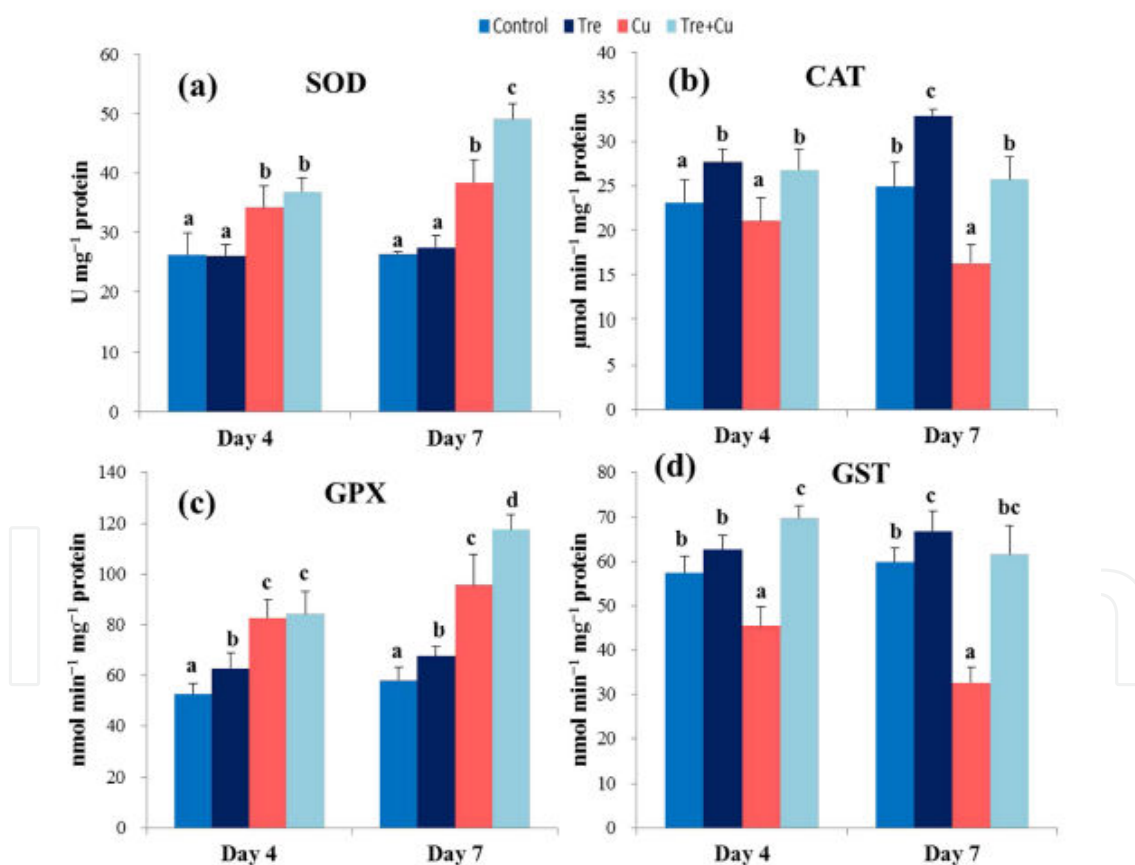 Control Tre Cu Tre+Cu
(a) SOD
U mg⁻¹ protein
60
50
40
30
20
10
0
a a b b a a b c
Day 4 Day 7
(b) CAT
µmol min⁻¹ mg⁻¹ protein
40
35
30
25
20
15
10
5
0
a b a b b c a b
Day 4 Day 7
(c) GPX
nmol min⁻¹ mg⁻¹ protein
140
120
100
80
60
40
20
0
a b c c a b c d
Day 4 Day 7
(d) GST
nmol min⁻¹ mg⁻¹ protein
80
70
60
50
40
30
20
10
0
b b a c b c a bc
Day 4 Day 7